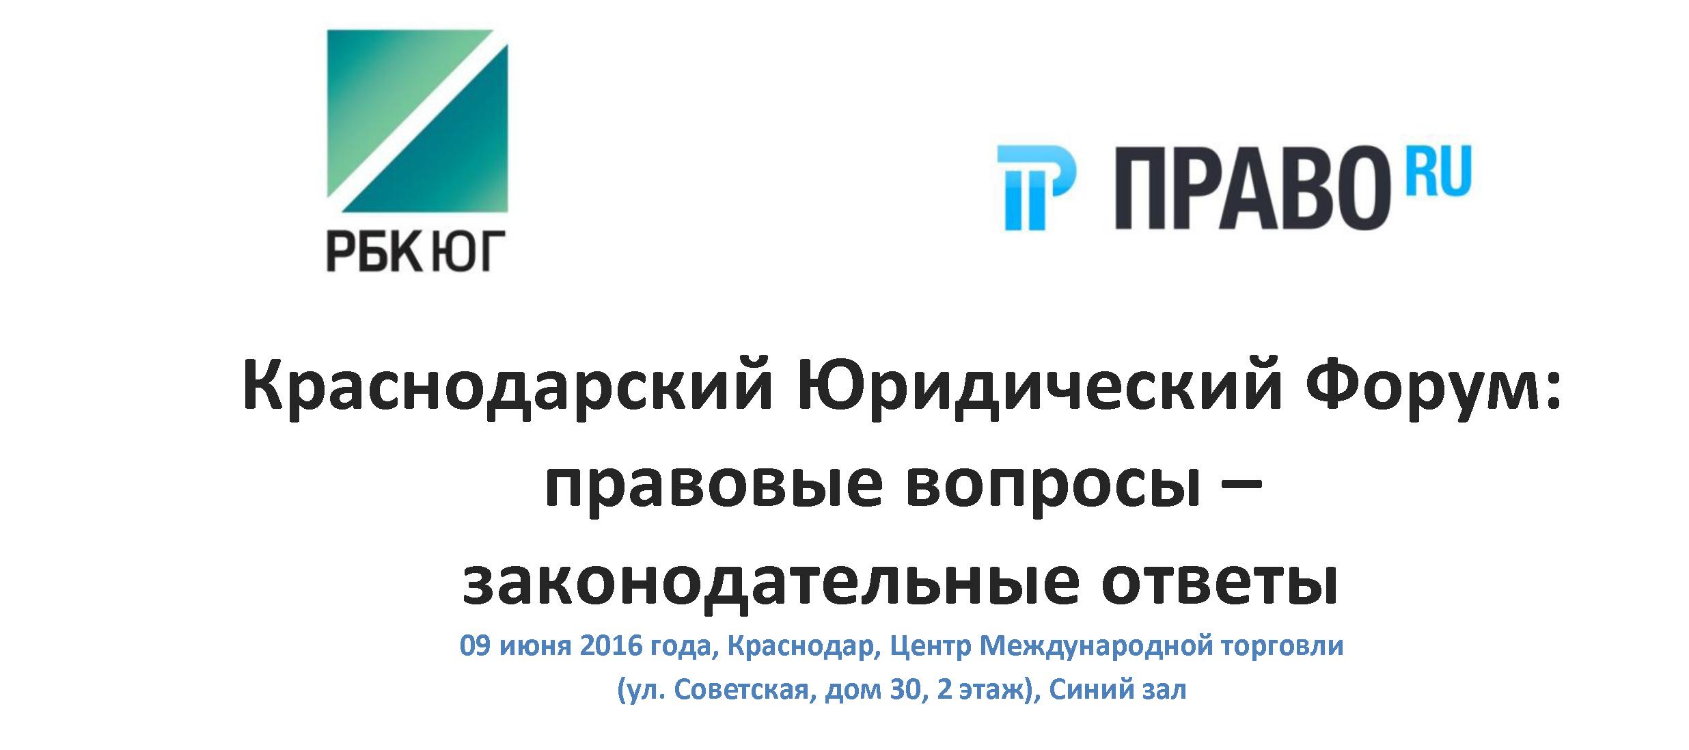 РБК ЮГ
ПРАВО RU
Краснодарский Юридический Форум:
правовые вопросы –
законодательные ответы
09 июня 2016 года, Краснодар, Центр Международной торговли
(ул. Советская, дом 30, 2 этаж), Синий зал